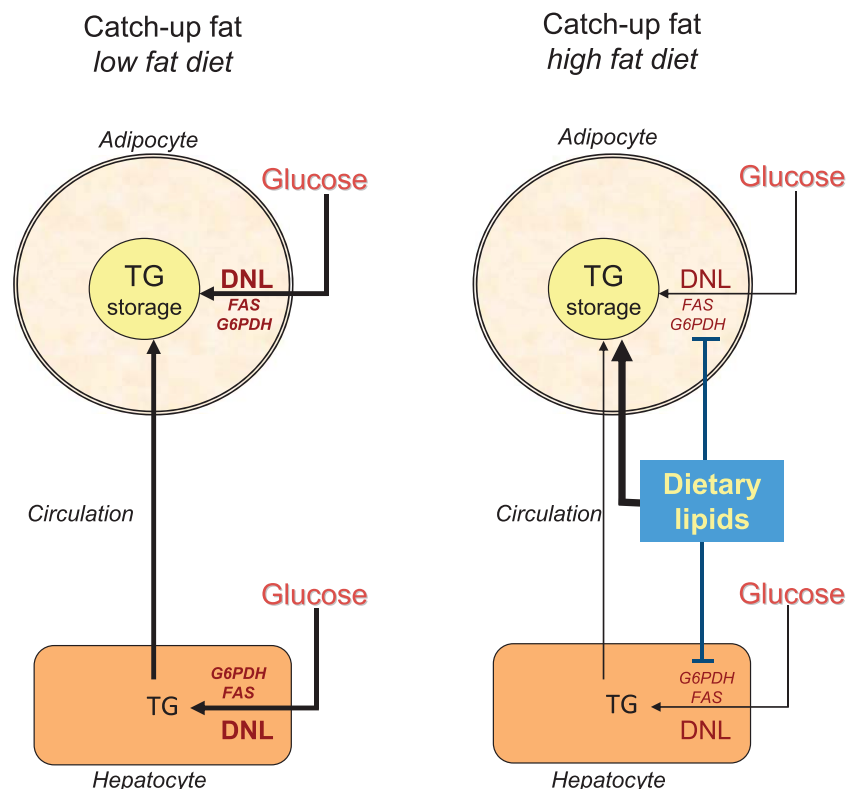 Catch-up fat
low fat diet
Adipocyte
Glucose
TG
storage
DNL
FAS
G6PDH
Circulation
Glucose
G6PDH
FAS
TG
DNL
Hepatocyte
Catch-up fat
high fat diet
Adipocyte
Glucose
TG
storage
DNL
FAS
G6PDH
Dietary
lipids
Circulation
Glucose
G6PDH
FAS
TG
DNL
Hepatocyte